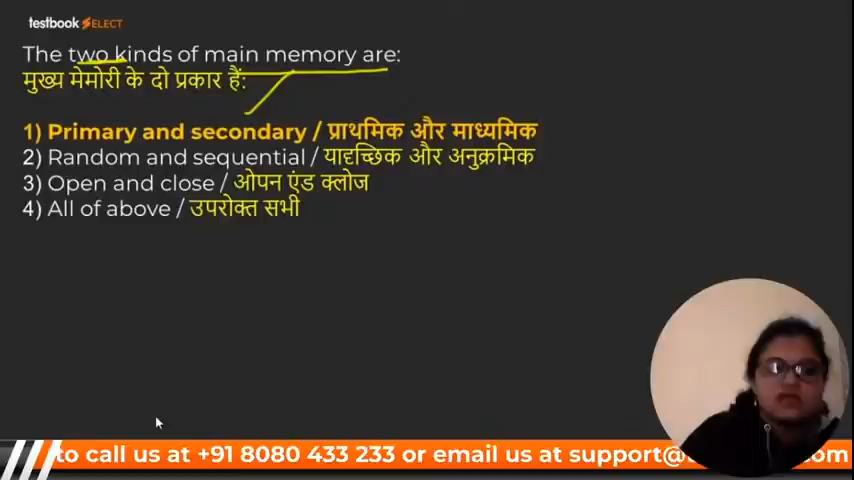 testbook SELECT
The two kinds of main memory are:
मुख्य मेमोरी के दो प्रकार हैं:
1) Primary and secondary / प्राथमिक और माध्यमिक
2) Random and sequential / यादृच्छिक और अनुक्रमिक
3) Open and close / ओपन एंड क्लोज
4) All of above / उपरोक्त सभी
to call us at +91 8080 433 233 or email us at support@